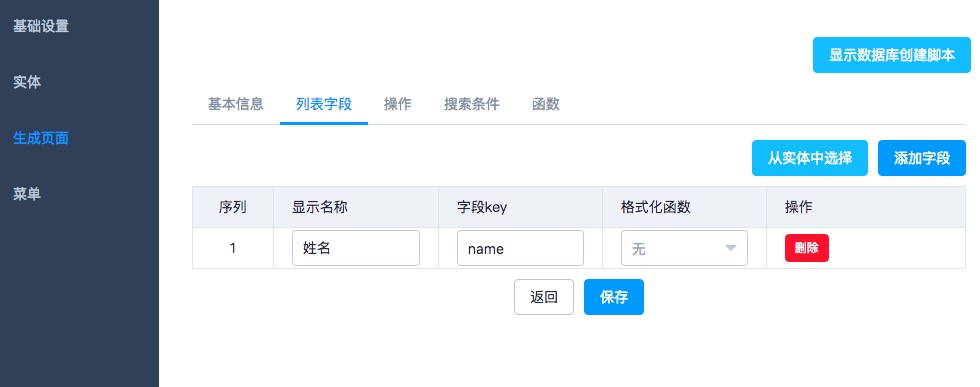 基础设置
实体
生成页面
菜单
显示数据库创建脚本
基本信息 列表字段 操作 搜索条件 函数
从实体中选择 添加字段
序列 显示名称 字段key 格式化函数 操作
1 姓名 name 无 删除
返回 保存